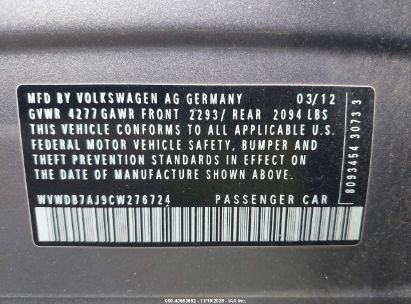 MFD BY VOLKSWAGEN AG GERMANY 03/12
GVWR 4277 GAWR FRONT 2293/ REAR 2094 LBS
THIS VEHICLE CONFORMS TO ALL APPLICABLE U.S.
FEDERAL MOTOR VEHICLE SAFETY, BUMPER AND
THEFT PREVENTION STANDARDS IN EFFECT ON
THE DATE OF MANUFACTURE SHOWN ABOVE.
WVWDB7AJ9CW276724 PASSENGER CAR
8093454 3073 3